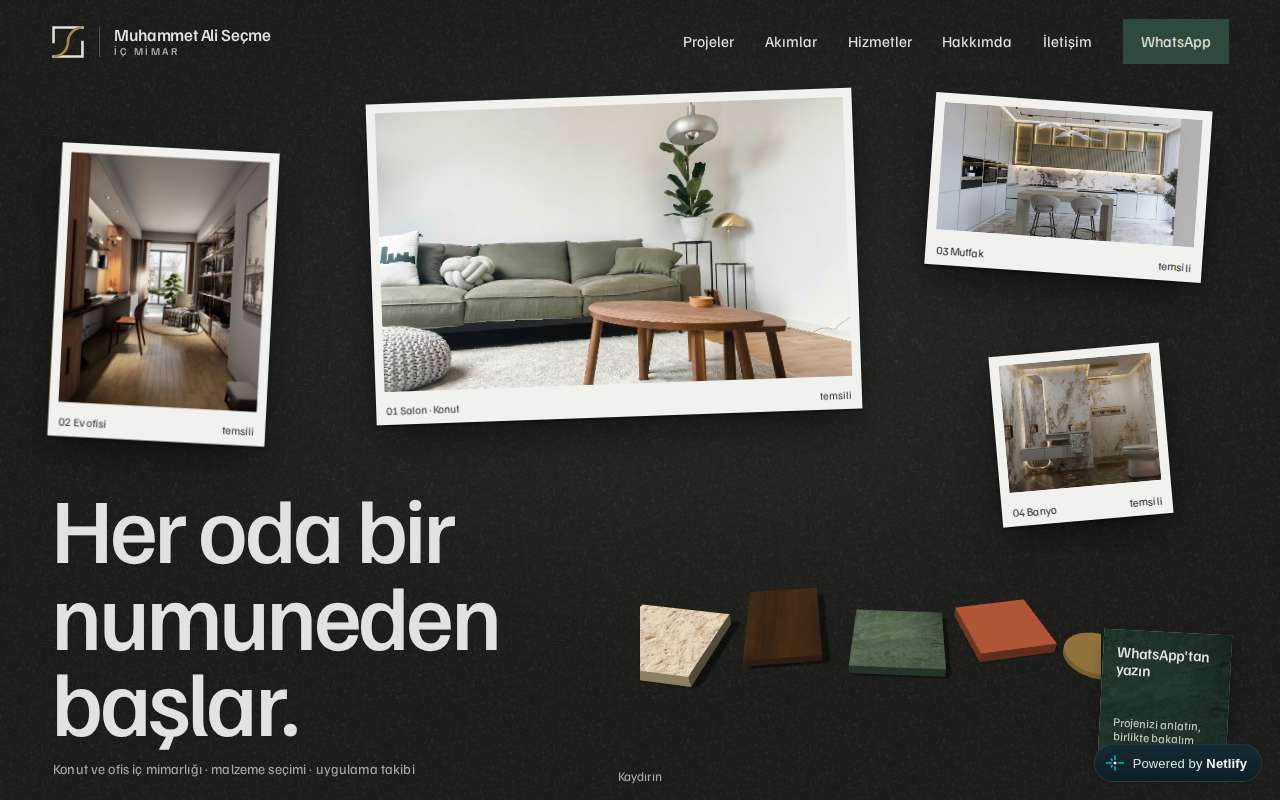 Muhammet Ali Seçme
İÇ MİMAR
Projeler
Akımlar
Hizmetler
Hakkımda
İletişim
WhatsApp
02 Ev ofisi
temsili
01 Salon · Konut
temsili
03 Mutfak
temsili
04 Banyo
temsili
Her oda bir
numuneden
başlar.
Konut ve ofis iç mimarlığı · malzeme seçimi · uygulama takibi
Kaydırın
WhatsApp'tan
yazın
Projenizi anlatın,
birlikte bakalım
Powered by Netlify